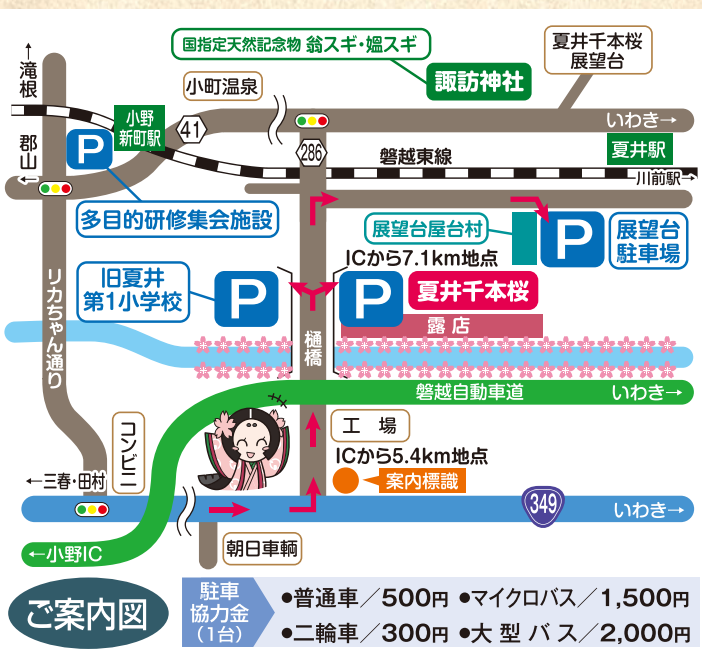 国指定天然記念物 翁スギ・媼スギ
夏井千本桜
展望台
諏訪神社
小町温泉
←滝根
小野
新町駅
41
いわき→
郡山
←
P
286
磐越東線
夏井駅
川前駅→
多目的研修集会施設
展望台屋台村
P
展望台
駐車場
ICから7.1km地点
旧夏井
第1小学校
P
P
夏井千本桜
露店
リカちゃん通り
樋橋
磐越自動車道
いわき→
コンビニ
工 場
ICから5.4km地点
案内標識
←三春・田村
349
いわき→
←小野IC
朝日車輌
ご案内図
駐車
協力金
(1台)
●普通車／500円 ●マイクロバス／1,500円
●二輪車／300円 ●大型バス／2,000円